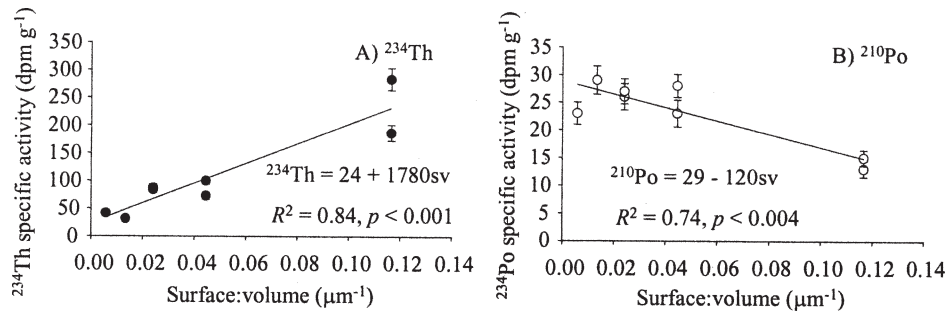 A) ²³⁴Th
²³⁴Th specific activity (dpm g⁻¹)
350
300
250
200
150
100
50
0
²³⁴Th = 24 + 1780sv
R² = 0.84, p < 0.001
0.00 0.02 0.04 0.06 0.08 0.10 0.12 0.14
Surface:volume (μm⁻¹)
B) ²¹⁰Po
²³⁴Po specific activity (dpm g⁻¹)
35
30
25
20
15
10
5
0
²¹⁰Po = 29 - 120sv
R² = 0.74, p < 0.004
0.00 0.02 0.04 0.06 0.08 0.10 0.12 0.14
Surface:volume (μm⁻¹)